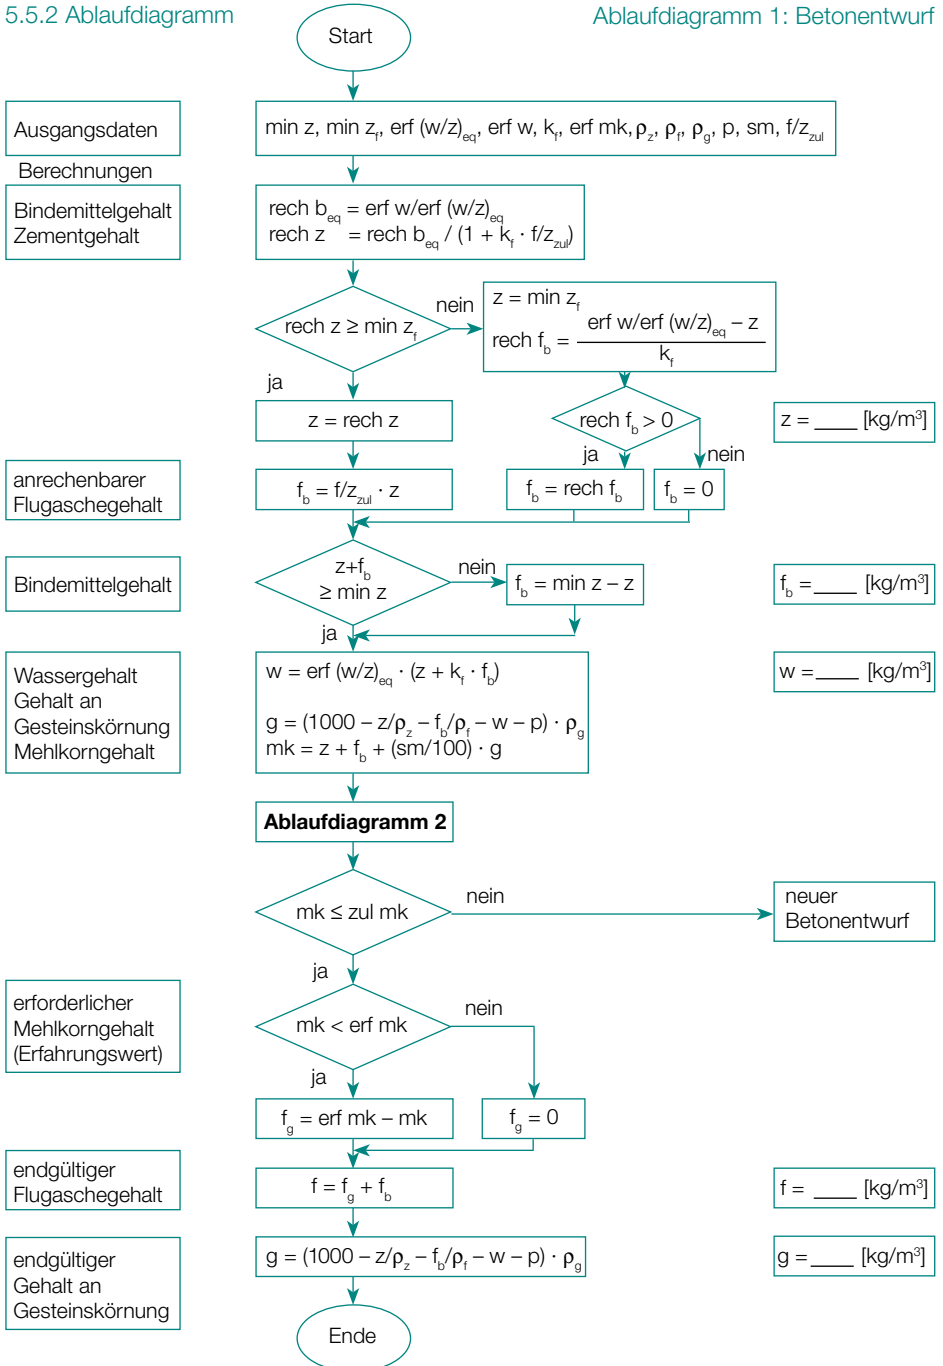 5.5.2 Ablaufdiagramm
Ablaufdiagramm 1: Betonentwurf
Start
Ausgangsdaten
min z, min z_f, erf (w/z)_eq, erf w, k_f, erf mk, ρ_z, ρ_f, ρ_g, p, sm, f/z_zul
Berechnungen
Bindemittelgehalt
Zementgehalt
rech b_eq = erf w/erf (w/z)_eq
rech z = rech b_eq / (1 + k_f · f/z_zul)
rech z ≥ min z_f
nein
z = min z_f
rech f_b = (erf w/erf (w/z)_eq – z) / k_f
ja
z = rech z
rech f_b > 0
z = ____ [kg/m³]
ja
nein
anrechenbarer
Flugaschegehalt
f_b = f/z_zul · z
f_b = rech f_b
f_b = 0
Bindemittelgehalt
z+f_b
≥ min z
nein
f_b = min z – z
f_b = ____ [kg/m³]
ja
Wassergehalt
Gehalt an
Gesteinskörnung
Mehlkorngehalt
w = erf (w/z)_eq · (z + k_f · f_b)
g = (1000 – z/ρ_z – f_b/ρ_f – w – p) · ρ_g
mk = z + f_b + (sm/100) · g
w = ____ [kg/m³]
Ablaufdiagramm 2
mk ≤ zul mk
nein
neuer
Betonentwurf
ja
erforderlicher
Mehlkorngehalt
(Erfahrungswert)
mk < erf mk
nein
ja
f_g = erf mk – mk
f_g = 0
endgültiger
Flugaschegehalt
f = f_g + f_b
f = ____ [kg/m³]
endgültiger
Gehalt an
Gesteinskörnung
g = (1000 – z/ρ_z – f_b/ρ_f – w – p) · ρ_g
g = ____ [kg/m³]
Ende